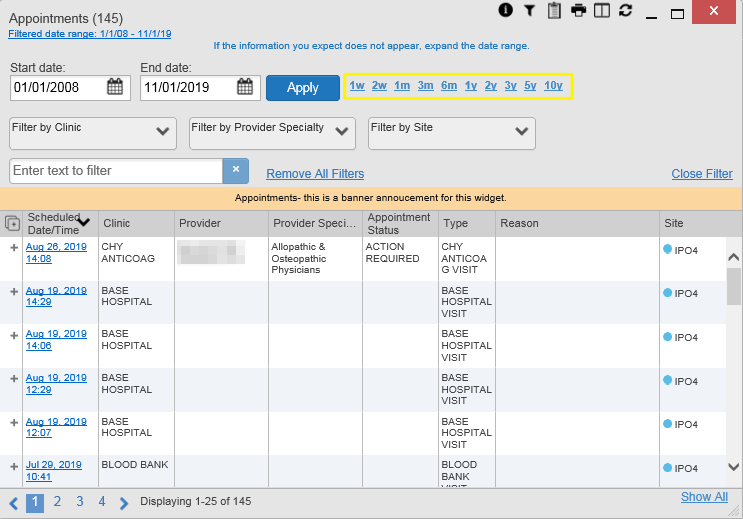 Appointments (145)
Filtered date range: 1/1/08 - 11/1/19
If the information you expect does not appear, expand the date range.
Start date:
End date:
01/01/2008
11/01/2019
Apply
1w 2w 1m 3m 6m 1y 2y 3y 5y 10y
Filter by Clinic
Filter by Provider Specialty
Filter by Site
Enter text to filter
×
Remove All Filters
Close Filter
Appointments- this is a banner annoucement for this widget.
Scheduled
Date/Time
Clinic
Provider
Provider Speci...
Appointment
Status
Type
Reason
Site
Aug 26, 2019
14:08
CHY
ANTICOAG
Allopathic &
Osteopathic
Physicians
ACTION
REQUIRED
CHY
ANTICOA
G VISIT
IPO4
Aug 19, 2019
14:29
BASE
HOSPITAL
BASE
HOSPITAL
VISIT
IPO4
Aug 19, 2019
14:06
BASE
HOSPITAL
BASE
HOSPITAL
VISIT
IPO4
Aug 19, 2019
12:29
BASE
HOSPITAL
BASE
HOSPITAL
VISIT
IPO4
Aug 19, 2019
12:07
BASE
HOSPITAL
BASE
HOSPITAL
VISIT
IPO4
Jul 29, 2019
10:41
BLOOD BANK
BLOOD
BANK
VISIT
IPO4
1 2 3 4
Displaying 1-25 of 145
Show All